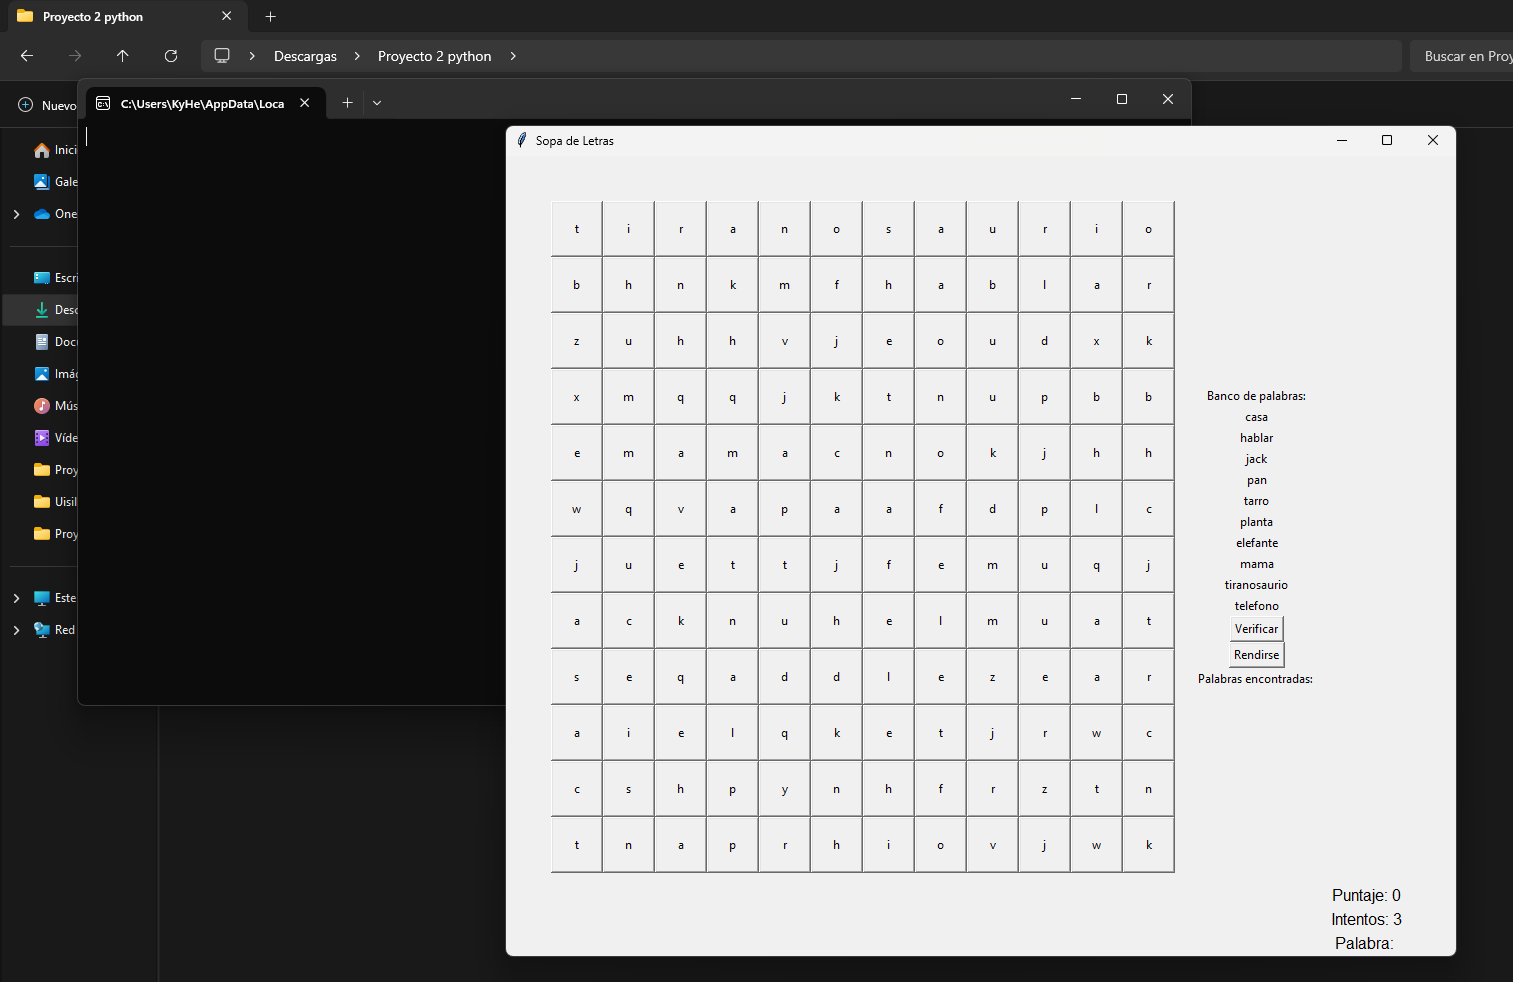 Proyecto 2 python
Descargas > Proyecto 2 python >
Buscar en Proy
Nuevo
C:\Users\KyHe\AppData\Loca
Sopa de Letras
Inici
Gale
One
Escri
Desc
Docu
Imág
Mús
Víde
Proy
Uisil
Proy
Este
Red
t i r a n o s a u r i o
b h n k m f h a b l a r
z u h h v j e o u d x k
x m q q j k t n u p b b
e m a m a c n o k j h h
w q v a p a a f d p l c
j u e t t j f e m u q j
a c k n u h e l m u a t
s e q a d d l e z e a r
a i e l q k e t j r w c
c s h p y n h f r z t n
t n a p r h i o v j w k
Banco de palabras:
casa
hablar
jack
pan
tarro
planta
elefante
mama
tiranosaurio
telefono
Verificar
Rendirse
Palabras encontradas:
Puntaje: 0
Intentos: 3
Palabra: